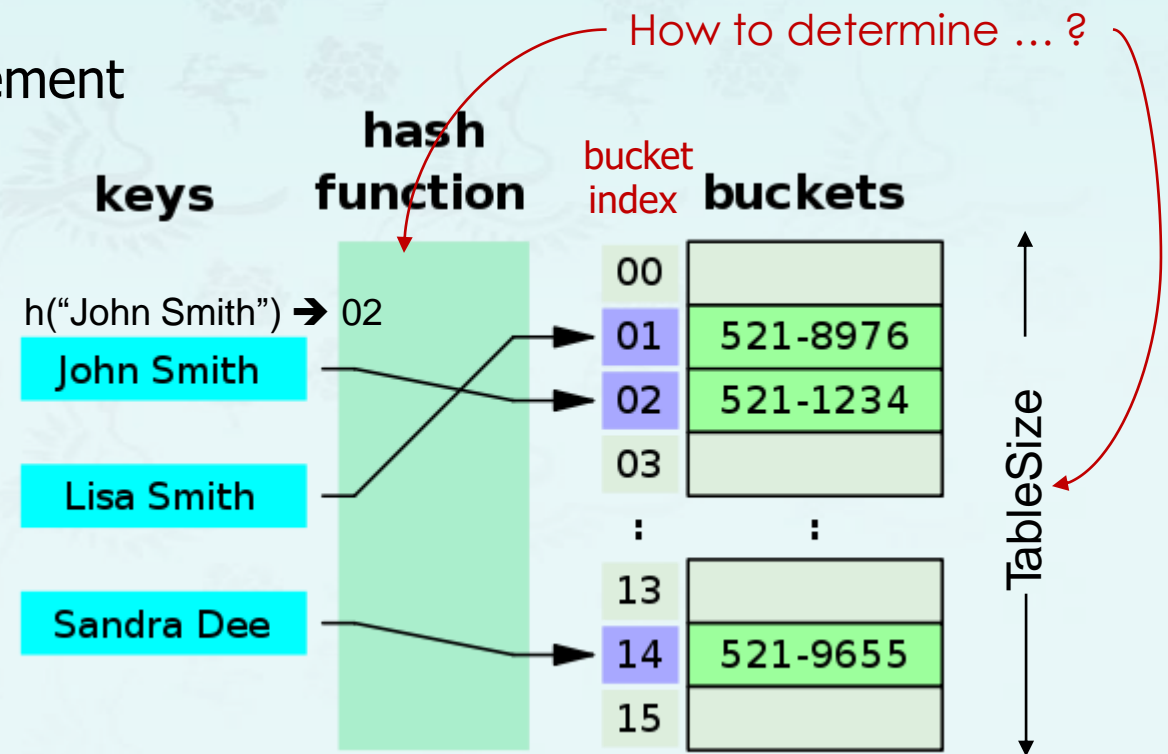 How to determine … ?
ement
hash
function
keys
bucket
index
buckets
h(“John Smith”) ➔ 02
John Smith
Lisa Smith
Sandra Dee
00
01 521-8976
02 521-1234
03
: :
13
14 521-9655
15
TableSize